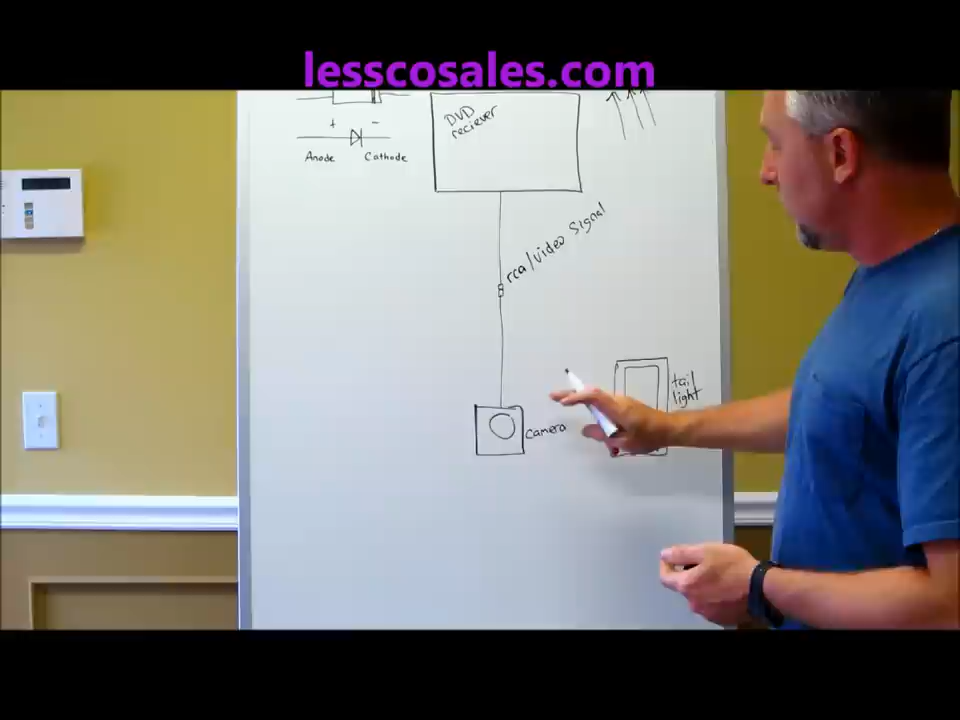 lesscosales.com
DVD
reciever
+ -
Anode Cathode
rca/video signal
tail
light
camera